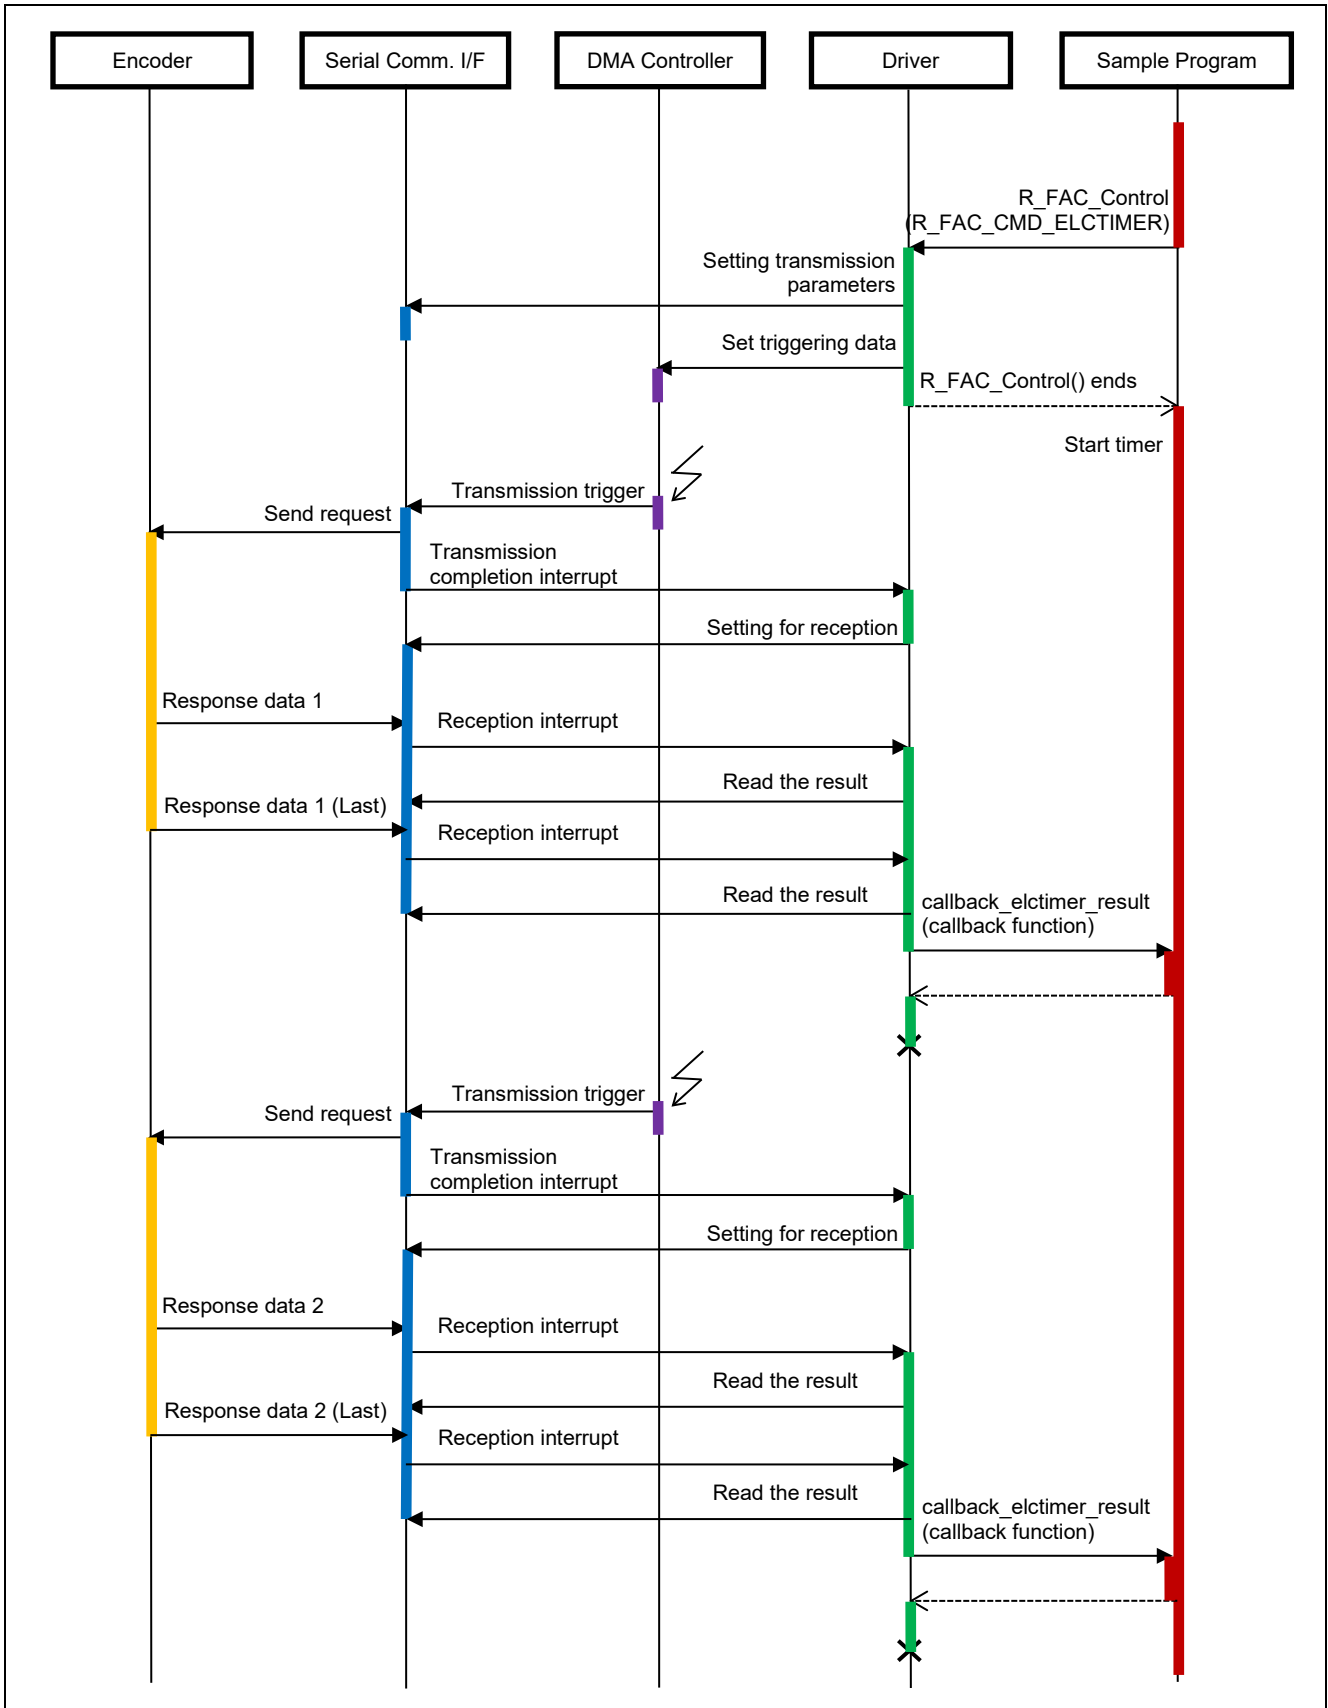 Encoder
Serial Comm. I/F
DMA Controller
Driver
Sample Program
R_FAC_Control
(R_FAC_CMD_ELCTIMER)
Setting transmission
parameters
Set triggering data
R_FAC_Control() ends
Start timer
Transmission trigger
Send request
Transmission
completion interrupt
Setting for reception
Response data 1
Reception interrupt
Read the result
Response data 1 (Last)
Reception interrupt
Read the result
callback_elctimer_result
(callback function)
Transmission trigger
Send request
Transmission
completion interrupt
Setting for reception
Response data 2
Reception interrupt
Read the result
Response data 2 (Last)
Reception interrupt
Read the result
callback_elctimer_result
(callback function)